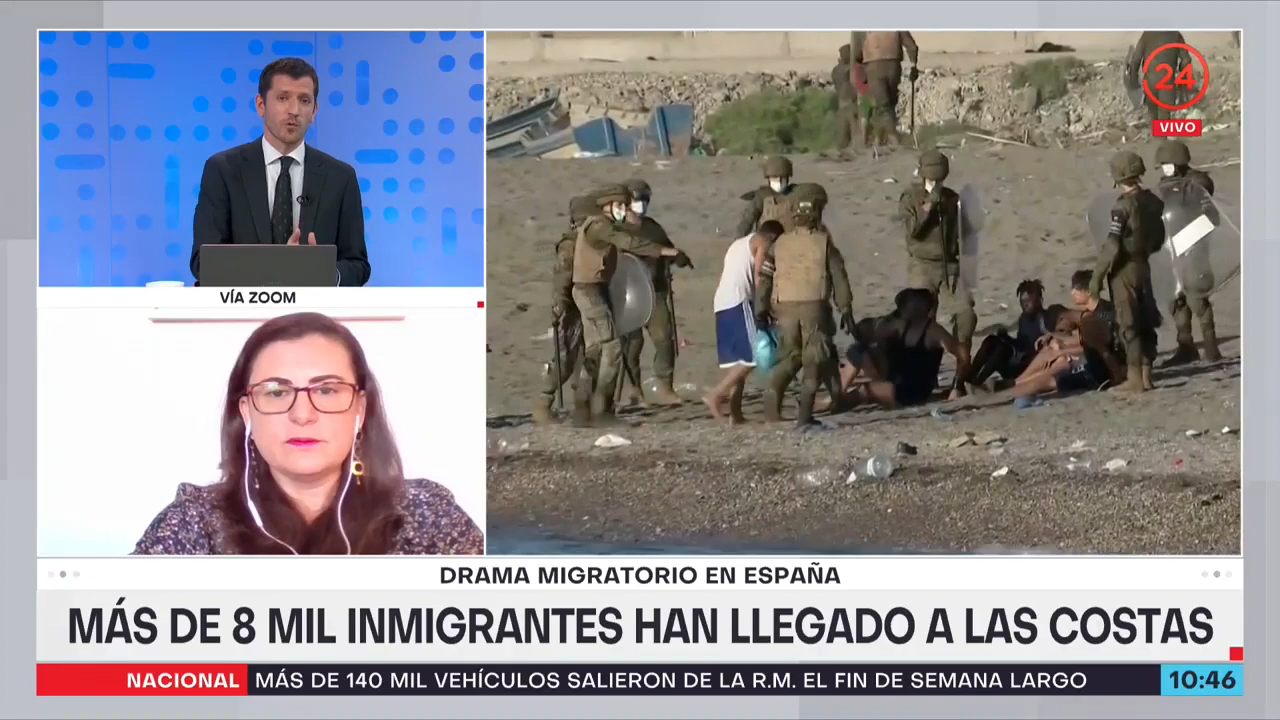 24
VIVO
VÍA ZOOM
DRAMA MIGRATORIO EN ESPAÑA
MÁS DE 8 MIL INMIGRANTES HAN LLEGADO A LAS COSTAS
NACIONAL MÁS DE 140 MIL VEHÍCULOS SALIERON DE LA R.M. EL FIN DE SEMANA LARGO 10:46